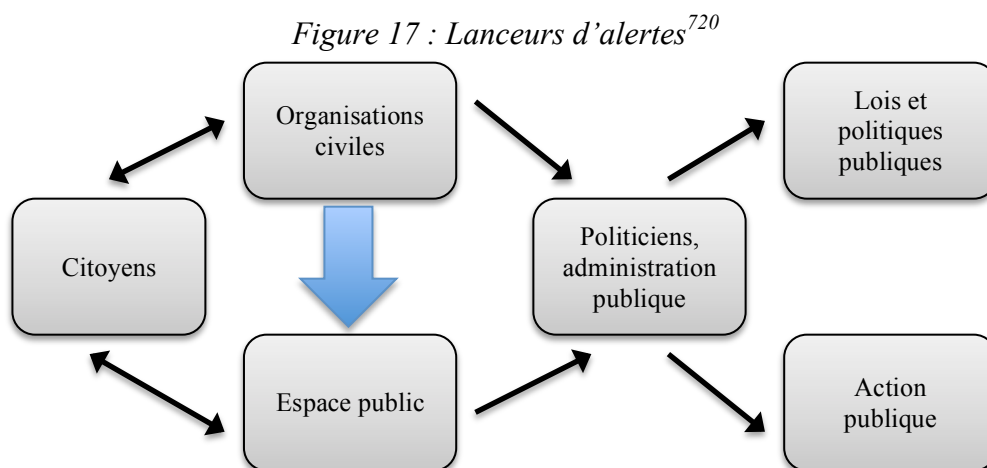 Figure 17 : Lanceurs d’alertes720
Organisations
civiles
Lois et
politiques
publiques
Citoyens
Politiciens,
administration
publique
Espace public
Action
publique